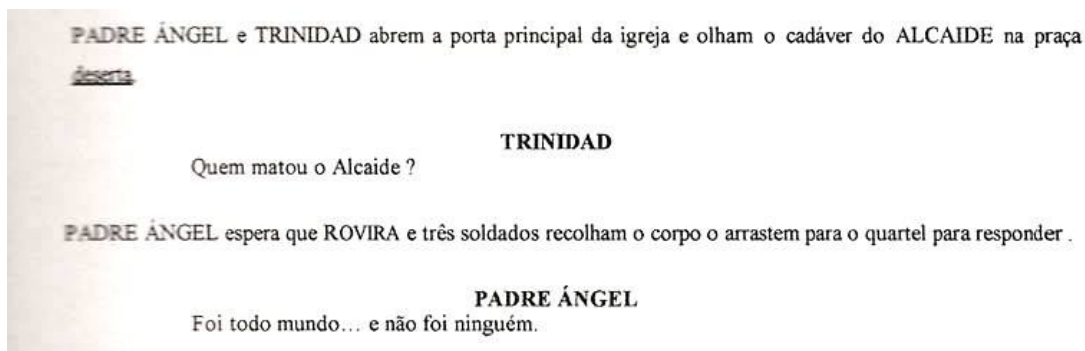 PADRE ÁNGEL e TRINIDAD abrem a porta principal da igreja e olham o cadáver do ALCAIDE na praça
deserta.
TRINIDAD
Quem matou o Alcaide ?
PADRE ÁNGEL espera que ROVIRA e três soldados recolham o corpo o arrastem para o quartel para responder .
PADRE ÁNGEL
Foi todo mundo... e não foi ninguém.